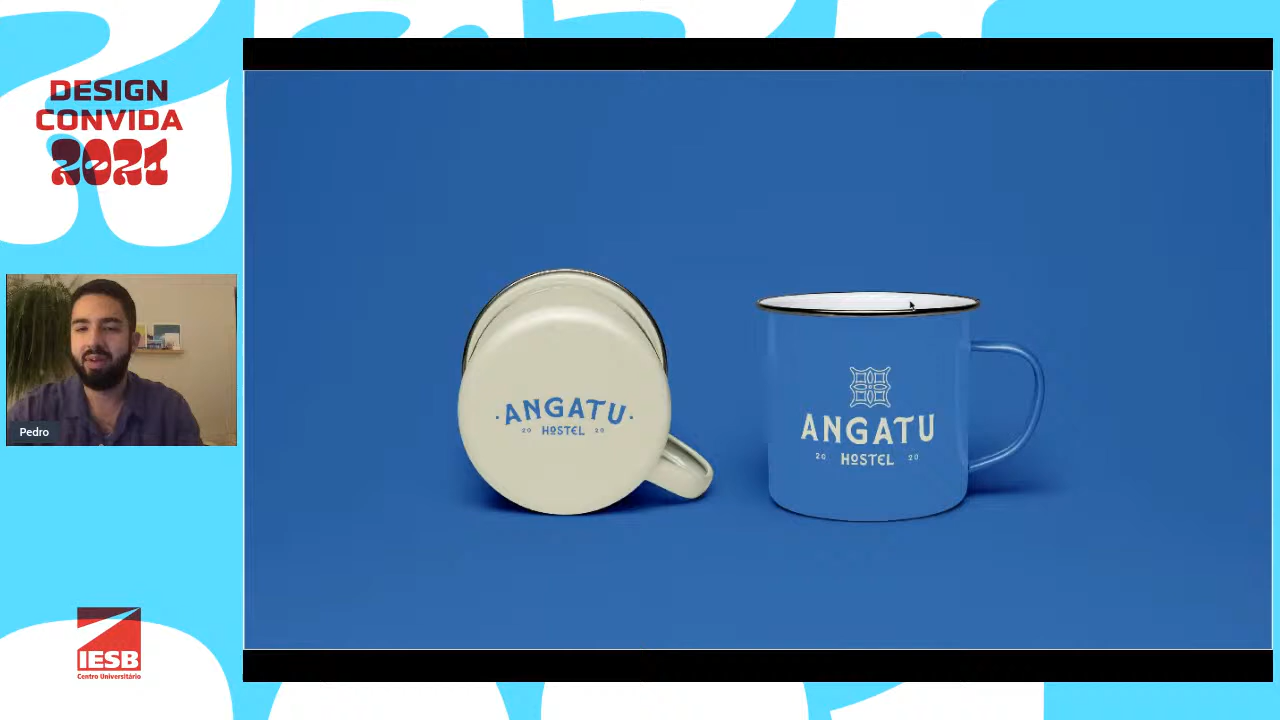 DESIGN
CONVIDA
2021
Pedro
IESB
Centro Universitário
·ANGATU·
20 HOSTEL 20
ANGATU
20 HOSTEL 20